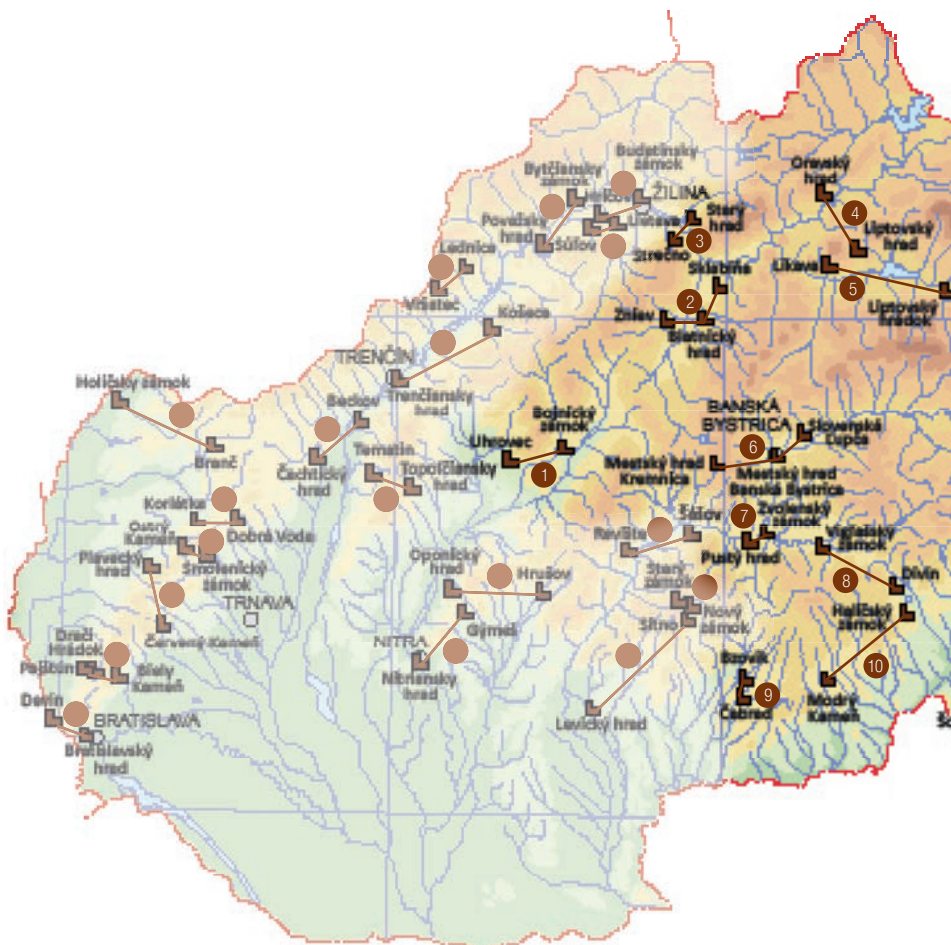 Budatínsky
zámok
Bytčiansky
zámok
ŽILINA
Oravský
hrad
4
Považský
hrad
Súľov
Lietava
Starý
hrad
3
Strečno
Liptovský
hrad
Lednica
Sklabiňa
Likava
5
Vršatec
2
Zniev
Blatnický
hrad
Liptovský
hrádok
Košeca
TRENČÍN
Trenčiansky
hrad
Holíčsky zámok
Beckov
Bojnický
zámok
BANSKÁ
BYSTRICA
Slovenská
Ľupča
Branč
Čachtický
hrad
Tematín
Topoľčiansky
hrad
Uhrovec
1
6
Mestský hrad
Kremnica
Mestský hrad
Banská Bystrica
Korlátka
Ostrý
Kameň
Dobrá Voda
Smolenický
zámok
Plavecký
hrad
Revište
Šášov
7
Zvolenský
zámok
Pustý hrad
Vígľašský
zámok
8
Divín
Oponický
hrad
Hrušov
Starý
zámok
Nový
zámok
Sitno
Halíčsky
zámok
TRNAVA
Červený Kameň
Gýmeš
NITRA
Nitriansky
hrad
Dračí
Hrádok
Pajštún
Biely
Kameň
Bzovík
9
Čabraď
10
Modrý
Kameň
Devín
BRATISLAVA
Bratislavský
hrad
Levický hrad